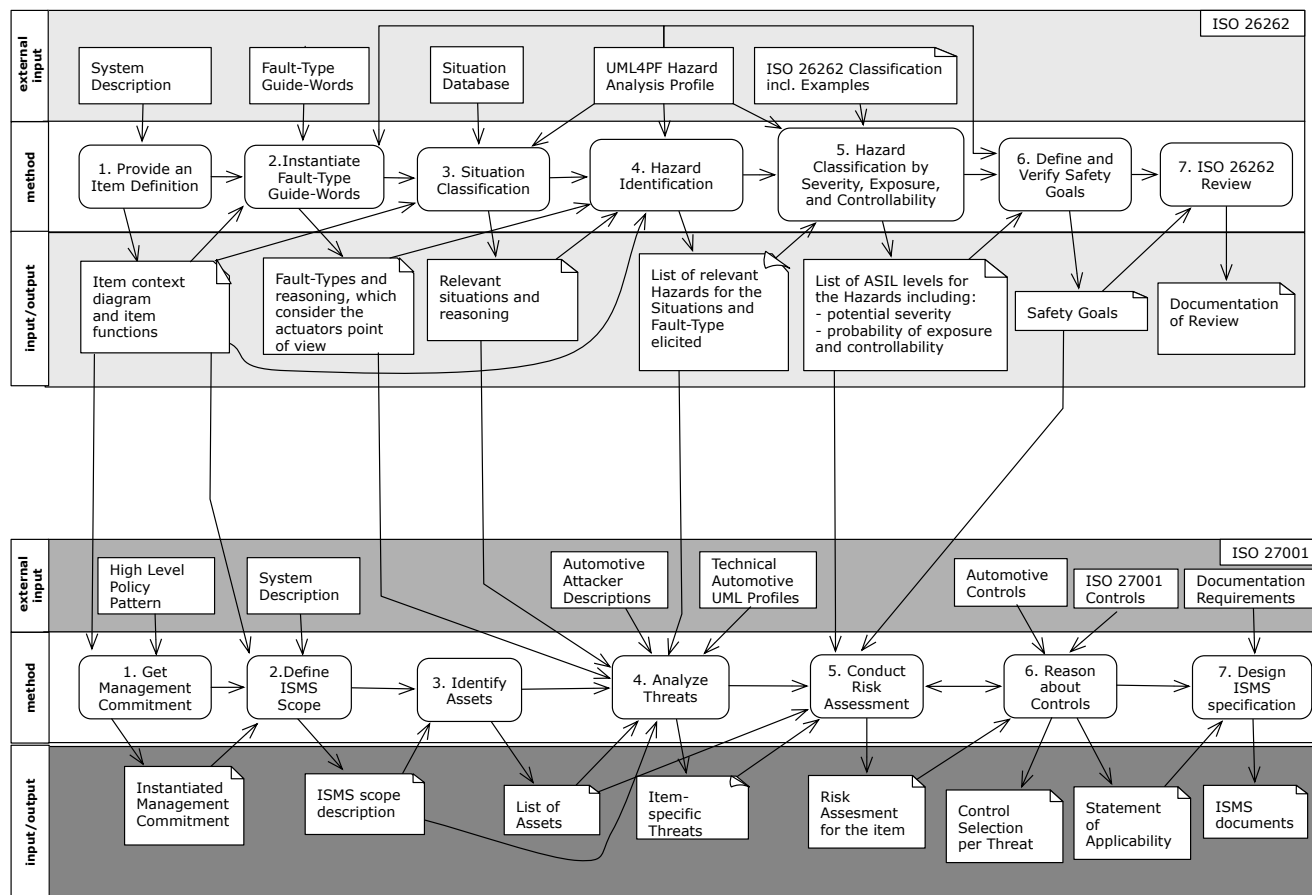 ISO 26262
external
input
System
Description
Fault-Type
Guide-Words
Situation
Database
UML4PF Hazard
Analysis Profile
ISO 26262 Classification
incl. Examples
method
1. Provide an
Item Definition
2.Instantiate
Fault-Type
Guide-Words
3. Situation
Classification
4. Hazard
Identification
5. Hazard
Classification by
Severity, Exposure,
and Controllability
6. Define and
Verify Safety
Goals
7. ISO 26262
Review
input/output
Item context
diagram
and item
functions
Fault-Types and
reasoning, which
consider the
actuators point
of view
Relevant
situations and
reasoning
List of relevant
Hazards for the
Situations and
Fault-Type
elicited
List of ASIL levels for
the Hazards including:
- potential severity
- probability of exposure
and controllability
Safety Goals
Documentation
of Review
ISO 27001
external
input
High Level
Policy
Pattern
System
Description
Automotive
Attacker
Descriptions
Technical
Automotive
UML Profiles
Automotive
Controls
ISO 27001
Controls
Documentation
Requirements
method
1. Get
Management
Commitment
2.Define
ISMS
Scope
3. Identify
Assets
4. Analyze
Threats
5. Conduct
Risk
Assessment
6. Reason
about
Controls
7. Design
ISMS
specification
input/output
Instantiated
Management
Commitment
ISMS scope
description
List of
Assets
Item-
specific
Threats
Risk
Assesment
for the item
Control
Selection
per Threat
Statement
of
Applicability
ISMS
documents